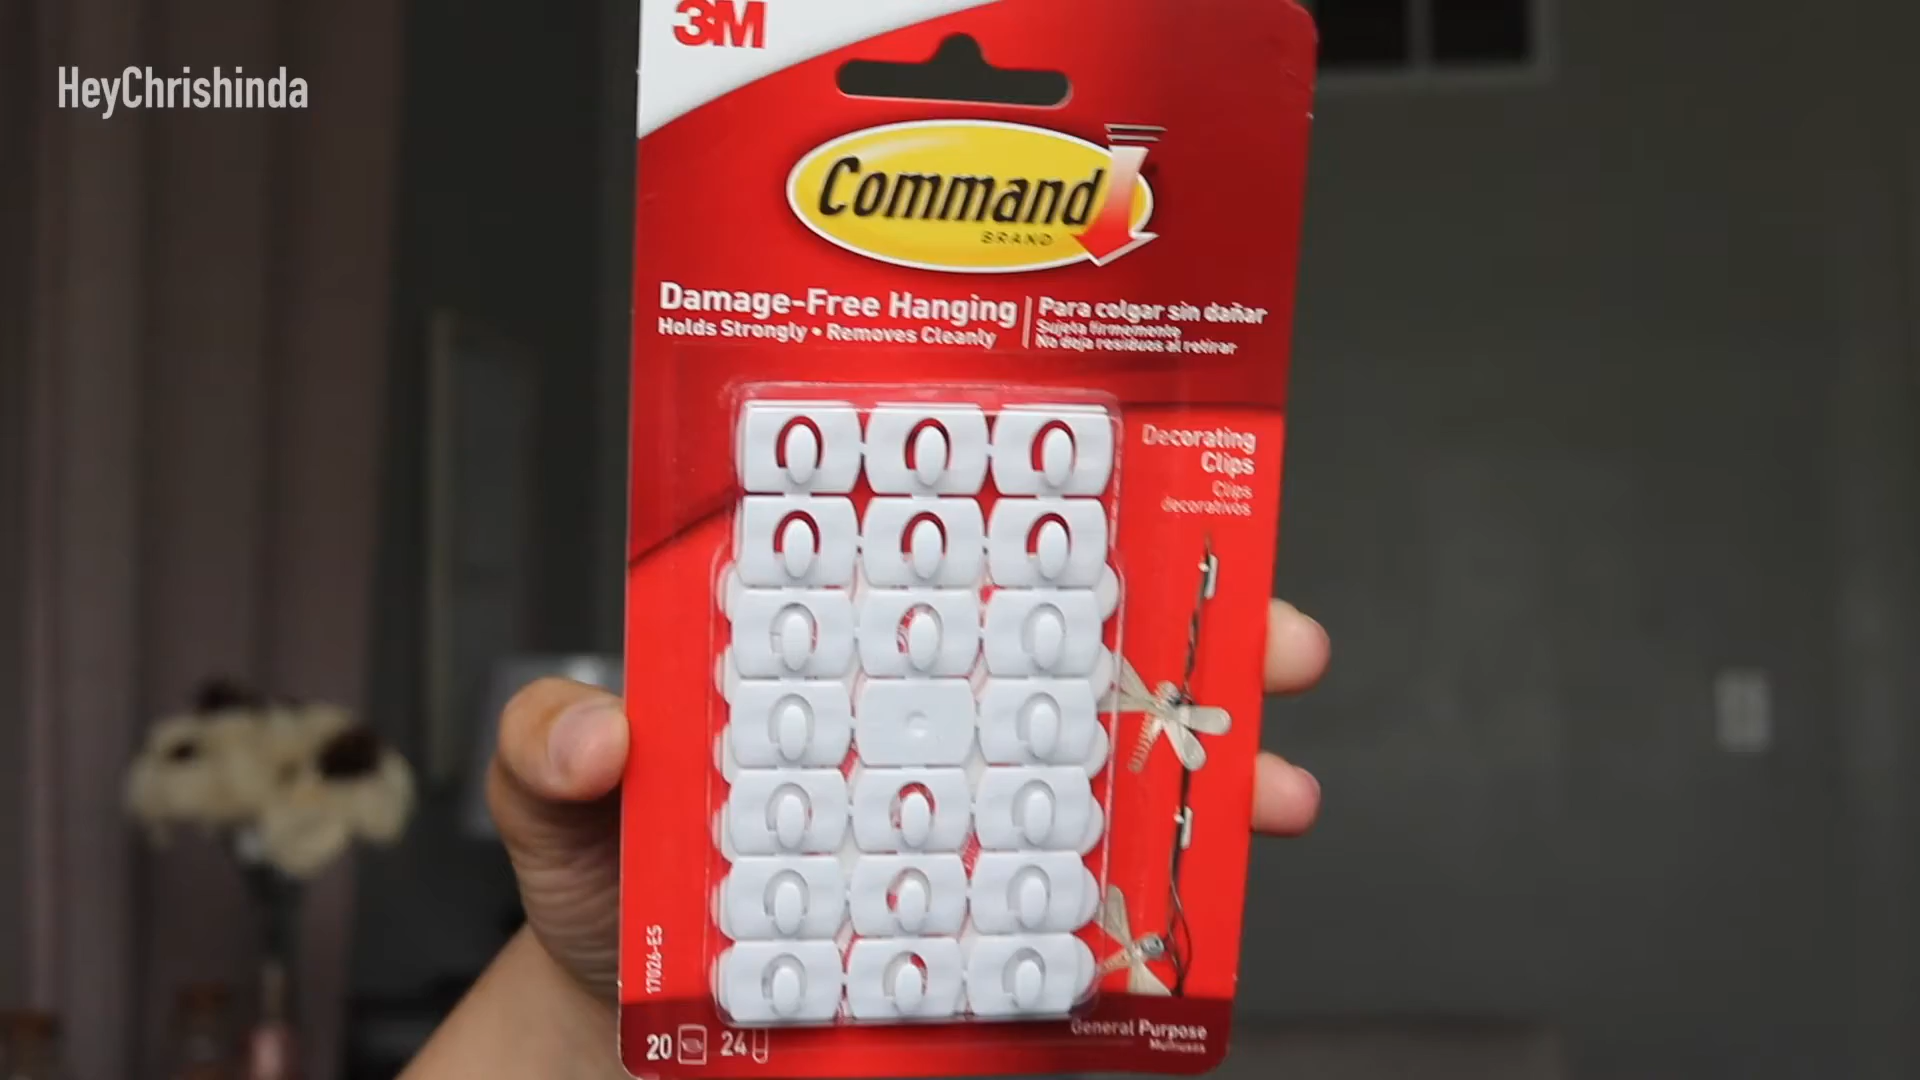 HeyChrishinda
3M
Command
BRAND
Damage-Free Hanging
Holds Strongly • Removes Cleanly
Para colgar sin dañar
Sujeta firmemente
No deja residuos al retirar
Decorating
Clips
Clips
decorativos
17026-ES
20
24
General Purpose
Multiusos